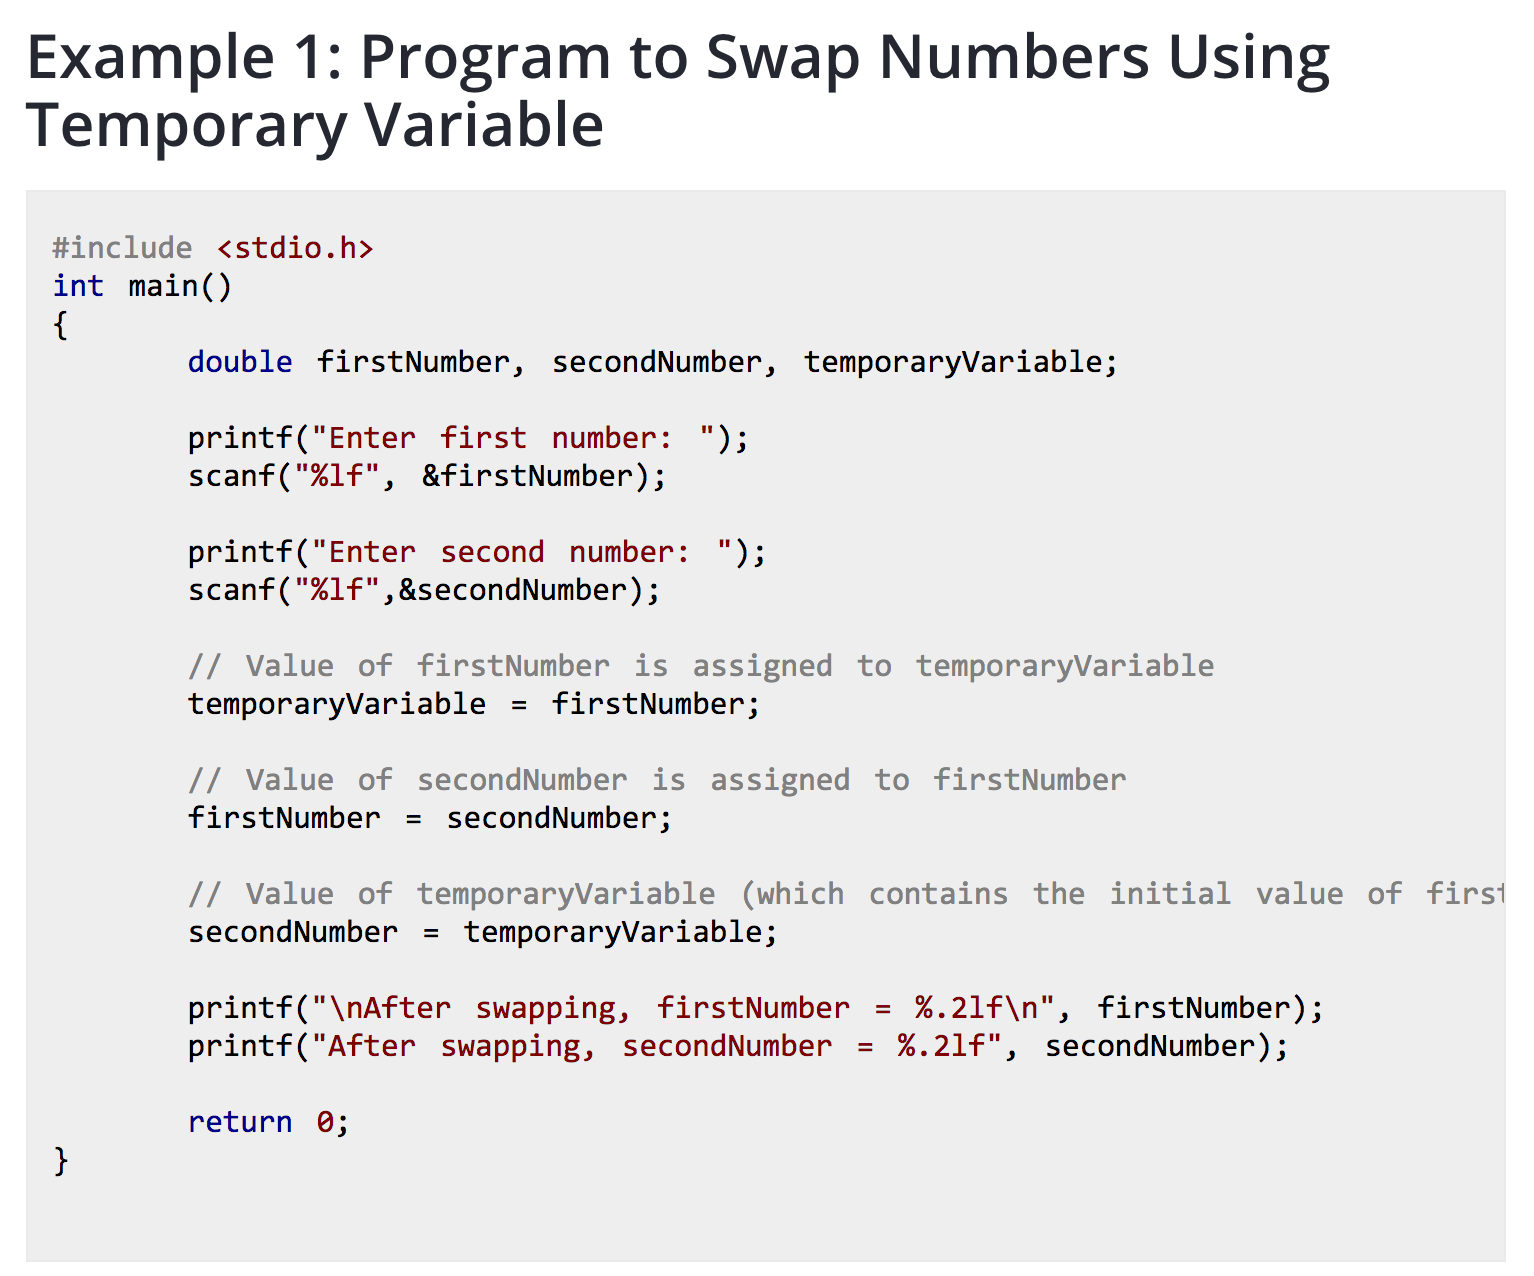 Example 1: Program to Swap Numbers Using
Temporary Variable
#include <stdio.h>
int main()
{
double firstNumber, secondNumber, temporaryVariable;
printf("Enter first number: ");
scanf("%lf", &firstNumber);
printf("Enter second number: ");
scanf("%lf",&secondNumber);
// Value of firstNumber is assigned to temporaryVariable
temporaryVariable = firstNumber;
// Value of secondNumber is assigned to firstNumber
firstNumber = secondNumber;
// Value of temporaryVariable (which contains the initial value of first
secondNumber = temporaryVariable;
printf("\nAfter swapping, firstNumber = %.2lf\n", firstNumber);
printf("After swapping, secondNumber = %.2lf", secondNumber);
return 0;
}